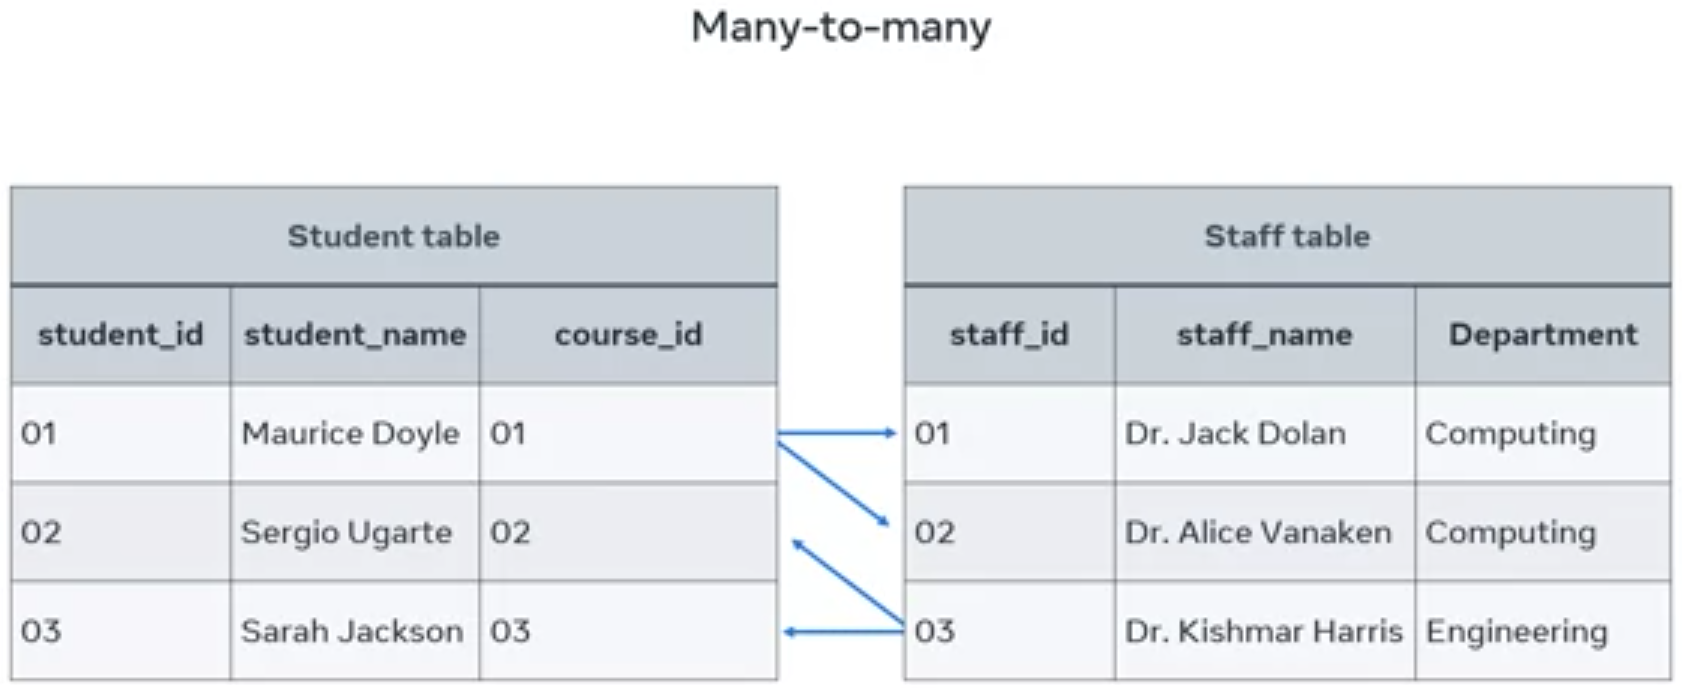 Many-to-many
Student table
student_id student_name course_id
01 Maurice Doyle 01
02 Sergio Ugarte 02
03 Sarah Jackson 03
Staff table
staff_id staff_name Department
01 Dr. Jack Dolan Computing
02 Dr. Alice Vanaken Computing
03 Dr. Kishmar Harris Engineering